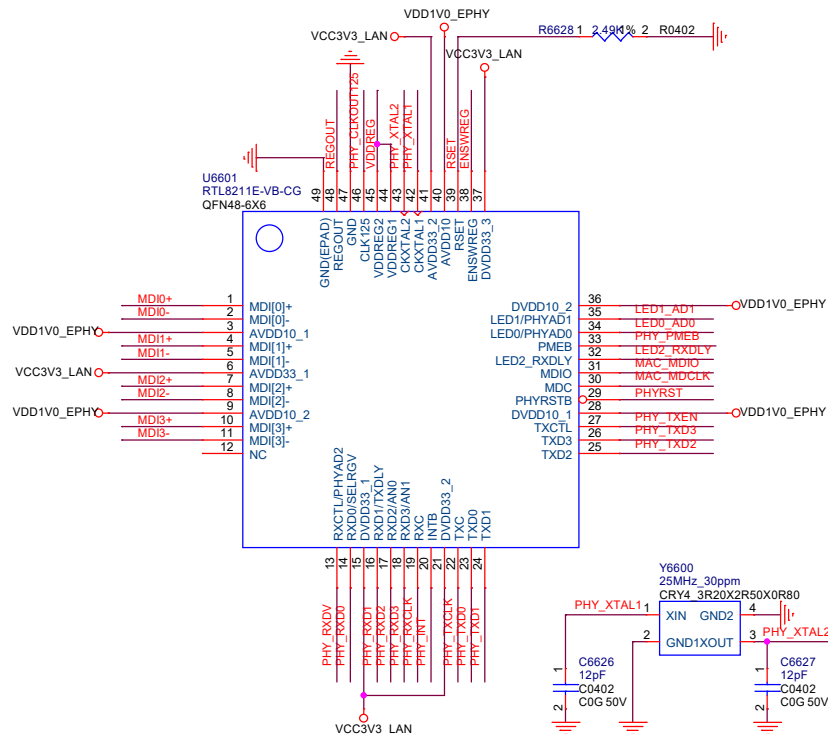 VDD1V0_EPHY
R6628 1 2.49K1% 2 R0402
VCC3V3_LAN
VCC3V3_LAN
REGOUT
PHY_CLKOUT125
VDDREG
PHY_XTAL2
PHY_XTAL1
RSET
ENSWREG
U6601
RTL8211E-VB-CG
QFN48-6X6
49 48 47 46 45 44 43 42 41 40 39 38 37
GND(EPAD)
REGOUT
GND
CLK125
VDDREG2
VDDREG1
CKXTAL2
CKXTAL1
AVDD33_2
AVDD10
RSET
ENSWREG
DVDD33_3
MDI0+ 1 MDI[0]+
MDI0- 2 MDI[0]-
VDD1V0_EPHY 3 AVDD10_1
MDI1+ 4 MDI[1]+
MDI1- 5 MDI[1]-
VCC3V3_LAN 6 AVDD33_1
MDI2+ 7 MDI[2]+
MDI2- 8 MDI[2]-
VDD1V0_EPHY 9 AVDD10_2
MDI3+ 10 MDI[3]+
MDI3- 11 MDI[3]-
12 NC
DVDD10_2 36 VDD1V0_EPHY
LED1/PHYAD1 35 LED1_AD1
LED0/PHYAD0 34 LED0_AD0
PMEB 33 PHY_PMEB
LED2_RXDLY 32 LED2_RXDLY
MDIO 31 MAC_MDIO
MDC 30 MAC_MDCLK
PHYRSTB 29 PHYRST
DVDD10_1 28 VDD1V0_EPHY
TXCTL 27 PHY_TXEN
TXD3 26 PHY_TXD3
TXD2 25 PHY_TXD2
RXCTL/PHYAD2
RXD0/SELRGV
DVDD33_1
RXD1/TXDLY
RXD2/AN0
RXD3/AN1
RXC
INTB
DVDD33_2
TXC
TXD0
TXD1
13 14 15 16 17 18 19 20 21 22 23 24
PHY_RXDV
PHY_RXD0
PHY_RXD1
PHY_RXD2
PHY_RXD3
PHY_RXCLK
PHY_INT
PHY_TXCLK
PHY_TXD0
PHY_TXD1
VCC3V3_LAN
Y6600
25MHz_30ppm
CRY4_3R20X2R50X0R80
PHY_XTAL1 1 XIN GND2 4
2 GND1XOUT 3 PHY_XTAL2
1 C6626
12pF
C0402
2 C0G 50V
1 C6627
12pF
C0402
2 C0G 50V